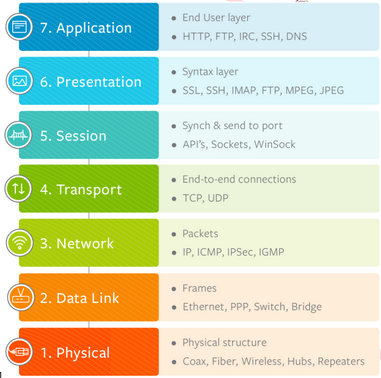 7. Application
• End User layer
• HTTP, FTP, IRC, SSH, DNS
6. Presentation
• Syntax layer
• SSL, SSH, IMAP, FTP, MPEG, JPEG
5. Session
• Synch & send to port
• API's, Sockets, WinSock
4. Transport
• End-to-end connections
• TCP, UDP
3. Network
• Packets
• IP, ICMP, IPSec, IGMP
2. Data Link
• Frames
• Ethernet, PPP, Switch, Bridge
1. Physical
• Physical structure
• Coax, Fiber, Wireless, Hubs, Repeaters